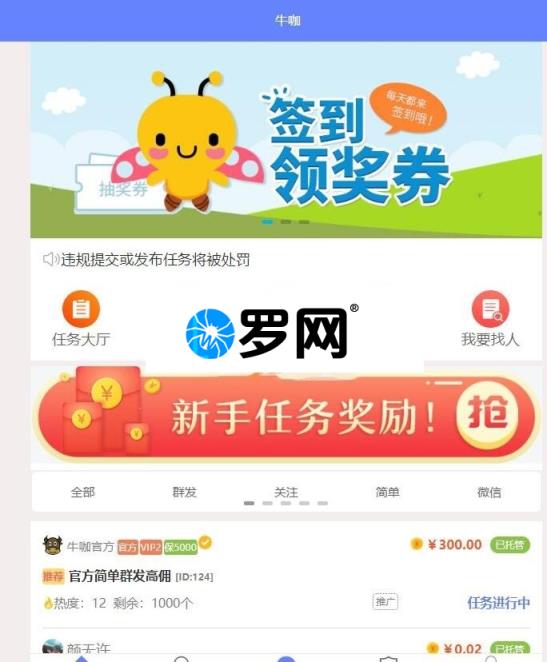 牛咖
每天都来
签到哦！
签到
领奖券
抽奖券
违规提交或发布任务将被处罚
任务大厅
罗网®
我要找人
新手任务奖励！ 抢
全部 群发 关注 简单 微信
牛咖官方 官方 VIP2 保5000 ¥300.00 已托管
推荐 官方简单群发高佣 [ID:124]
热度：12 剩余：1000个 推广 任务进行中
颜无许 ¥0.02 已托管